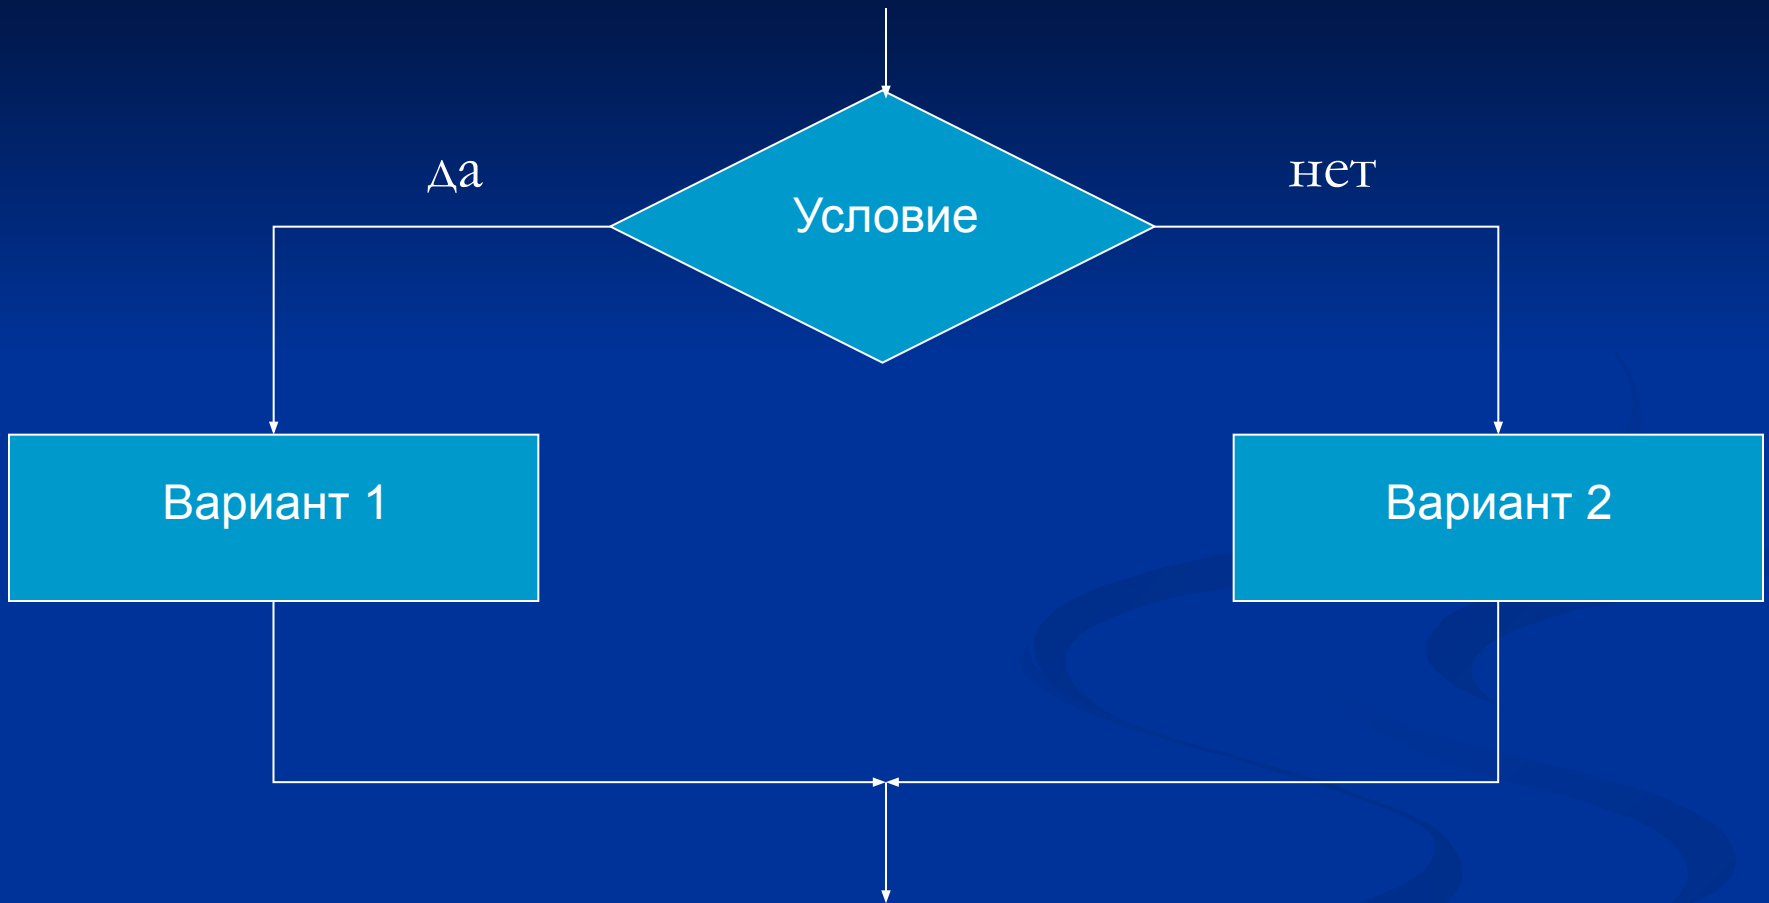 да
нет
Условие
Вариант 1
Вариант 2